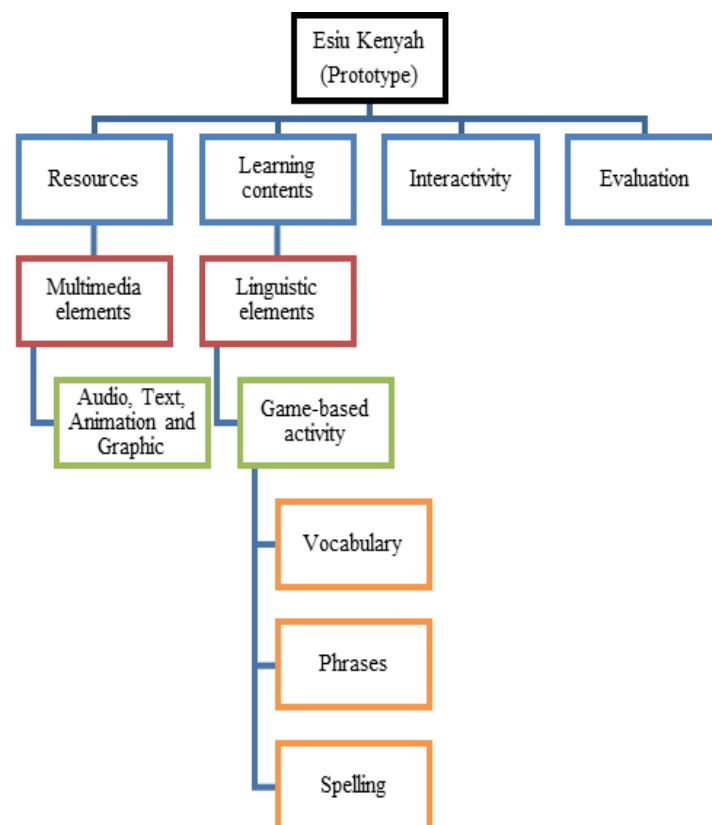 Esiu Kenyah
(Prototype)
Resources
Learning
contents
Interactivity
Evaluation
Multimedia
elements
Linguistic
elements
Audio, Text,
Animation and
Graphic
Game-based
activity
Vocabulary
Phrases
Spelling